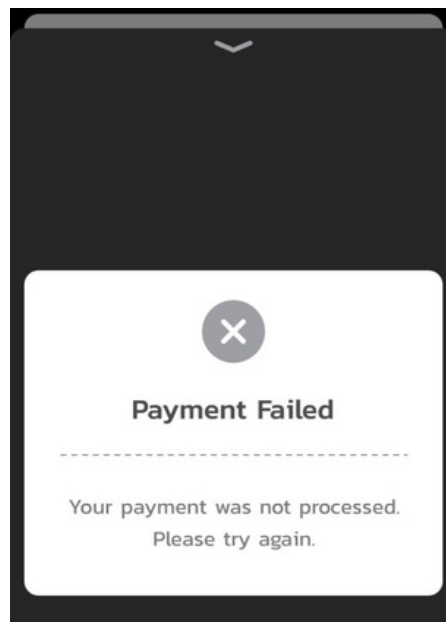 Payment Failed
Your payment was not processed.
Please try again.